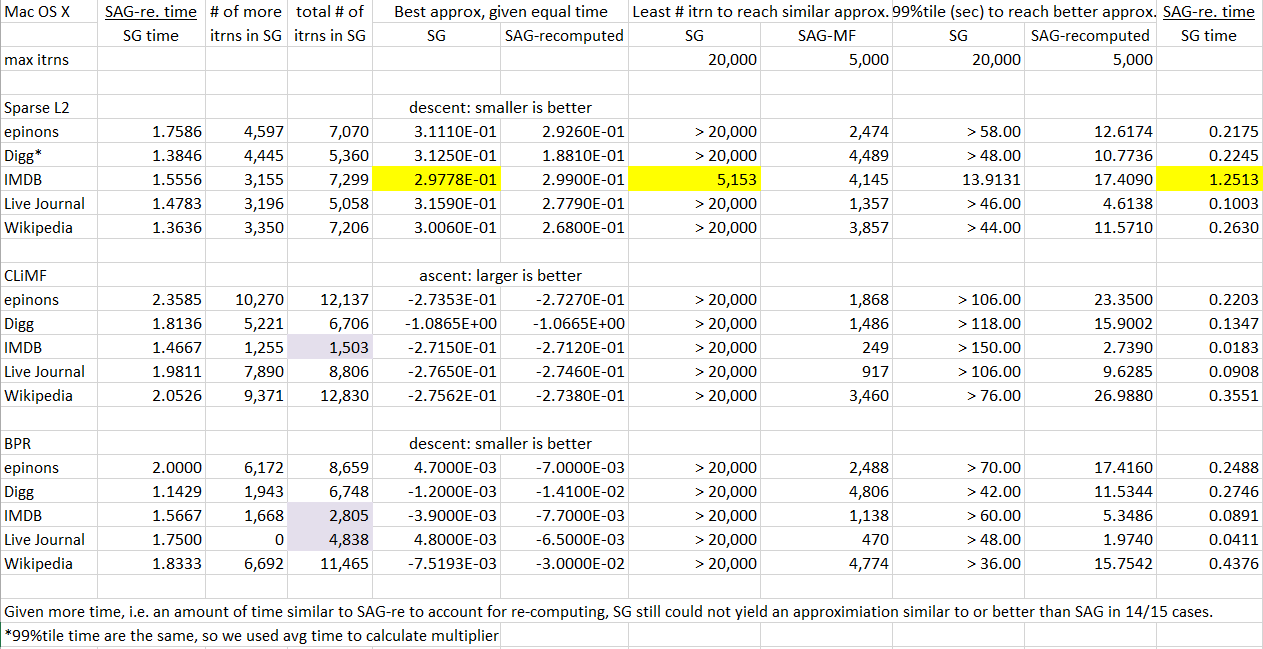 Mac OS X SAG-re. time # of more total # of Best approx, given equal time Least # itrn to reach similar approx. 99%tile (sec) to reach better approx. SAG-re. time
SG time itrns in SG itrns in SG SG SAG-recomputed SG SAG-MF SG SAG-recomputed SG time
max itrns 20,000 5,000 20,000 5,000
Sparse L2 descent: smaller is better
epinons 1.7586 4,597 7,070 3.1110E-01 2.9260E-01 > 20,000 2,474 > 58.00 12.6174 0.2175
Digg* 1.3846 4,445 5,360 3.1250E-01 1.8810E-01 > 20,000 4,489 > 48.00 10.7736 0.2245
IMDB 1.5556 3,155 7,299 2.9778E-01 2.9900E-01 5,153 4,145 13.9131 17.4090 1.2513
Live Journal 1.4783 3,196 5,058 3.1590E-01 2.7790E-01 > 20,000 1,357 > 46.00 4.6138 0.1003
Wikipedia 1.3636 3,350 7,206 3.0060E-01 2.6800E-01 > 20,000 3,857 > 44.00 11.5710 0.2630
CLiMF ascent: larger is better
epinons 2.3585 10,270 12,137 -2.7353E-01 -2.7270E-01 > 20,000 1,868 > 106.00 23.3500 0.2203
Digg 1.8136 5,221 6,706 -1.0865E+00 -1.0665E+00 > 20,000 1,486 > 118.00 15.9002 0.1347
IMDB 1.4667 1,255 1,503 -2.7150E-01 -2.7120E-01 > 20,000 249 > 150.00 2.7390 0.0183
Live Journal 1.9811 7,890 8,806 -2.7650E-01 -2.7460E-01 > 20,000 917 > 106.00 9.6285 0.0908
Wikipedia 2.0526 9,371 12,830 -2.7562E-01 -2.7380E-01 > 20,000 3,460 > 76.00 26.9880 0.3551
BPR descent: smaller is better
epinons 2.0000 6,172 8,659 4.7000E-03 -7.0000E-03 > 20,000 2,488 > 70.00 17.4160 0.2488
Digg 1.1429 1,943 6,748 -1.2000E-03 -1.4100E-02 > 20,000 4,806 > 42.00 11.5344 0.2746
IMDB 1.5667 1,668 2,805 -3.9000E-03 -7.7000E-03 > 20,000 1,138 > 60.00 5.3486 0.0891
Live Journal 1.7500 0 4,838 4.8000E-03 -6.5000E-03 > 20,000 470 > 48.00 1.9740 0.0411
Wikipedia 1.8333 6,692 11,465 -7.5193E-03 -3.0000E-02 > 20,000 4,774 > 36.00 15.7542 0.4376
Given more time, i.e. an amount of time similar to SAG-re to account for re-computing, SG still could not yield an approximiation similar to or better than SAG in 14/15 cases.
*99%tile time are the same, so we used avg time to calculate multiplier